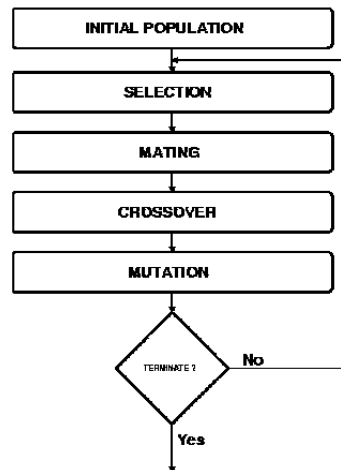 INITIAL POPULATION
SELECTION
MATING
CROSSOVER
MUTATION
TERMINATE ?
No
Yes